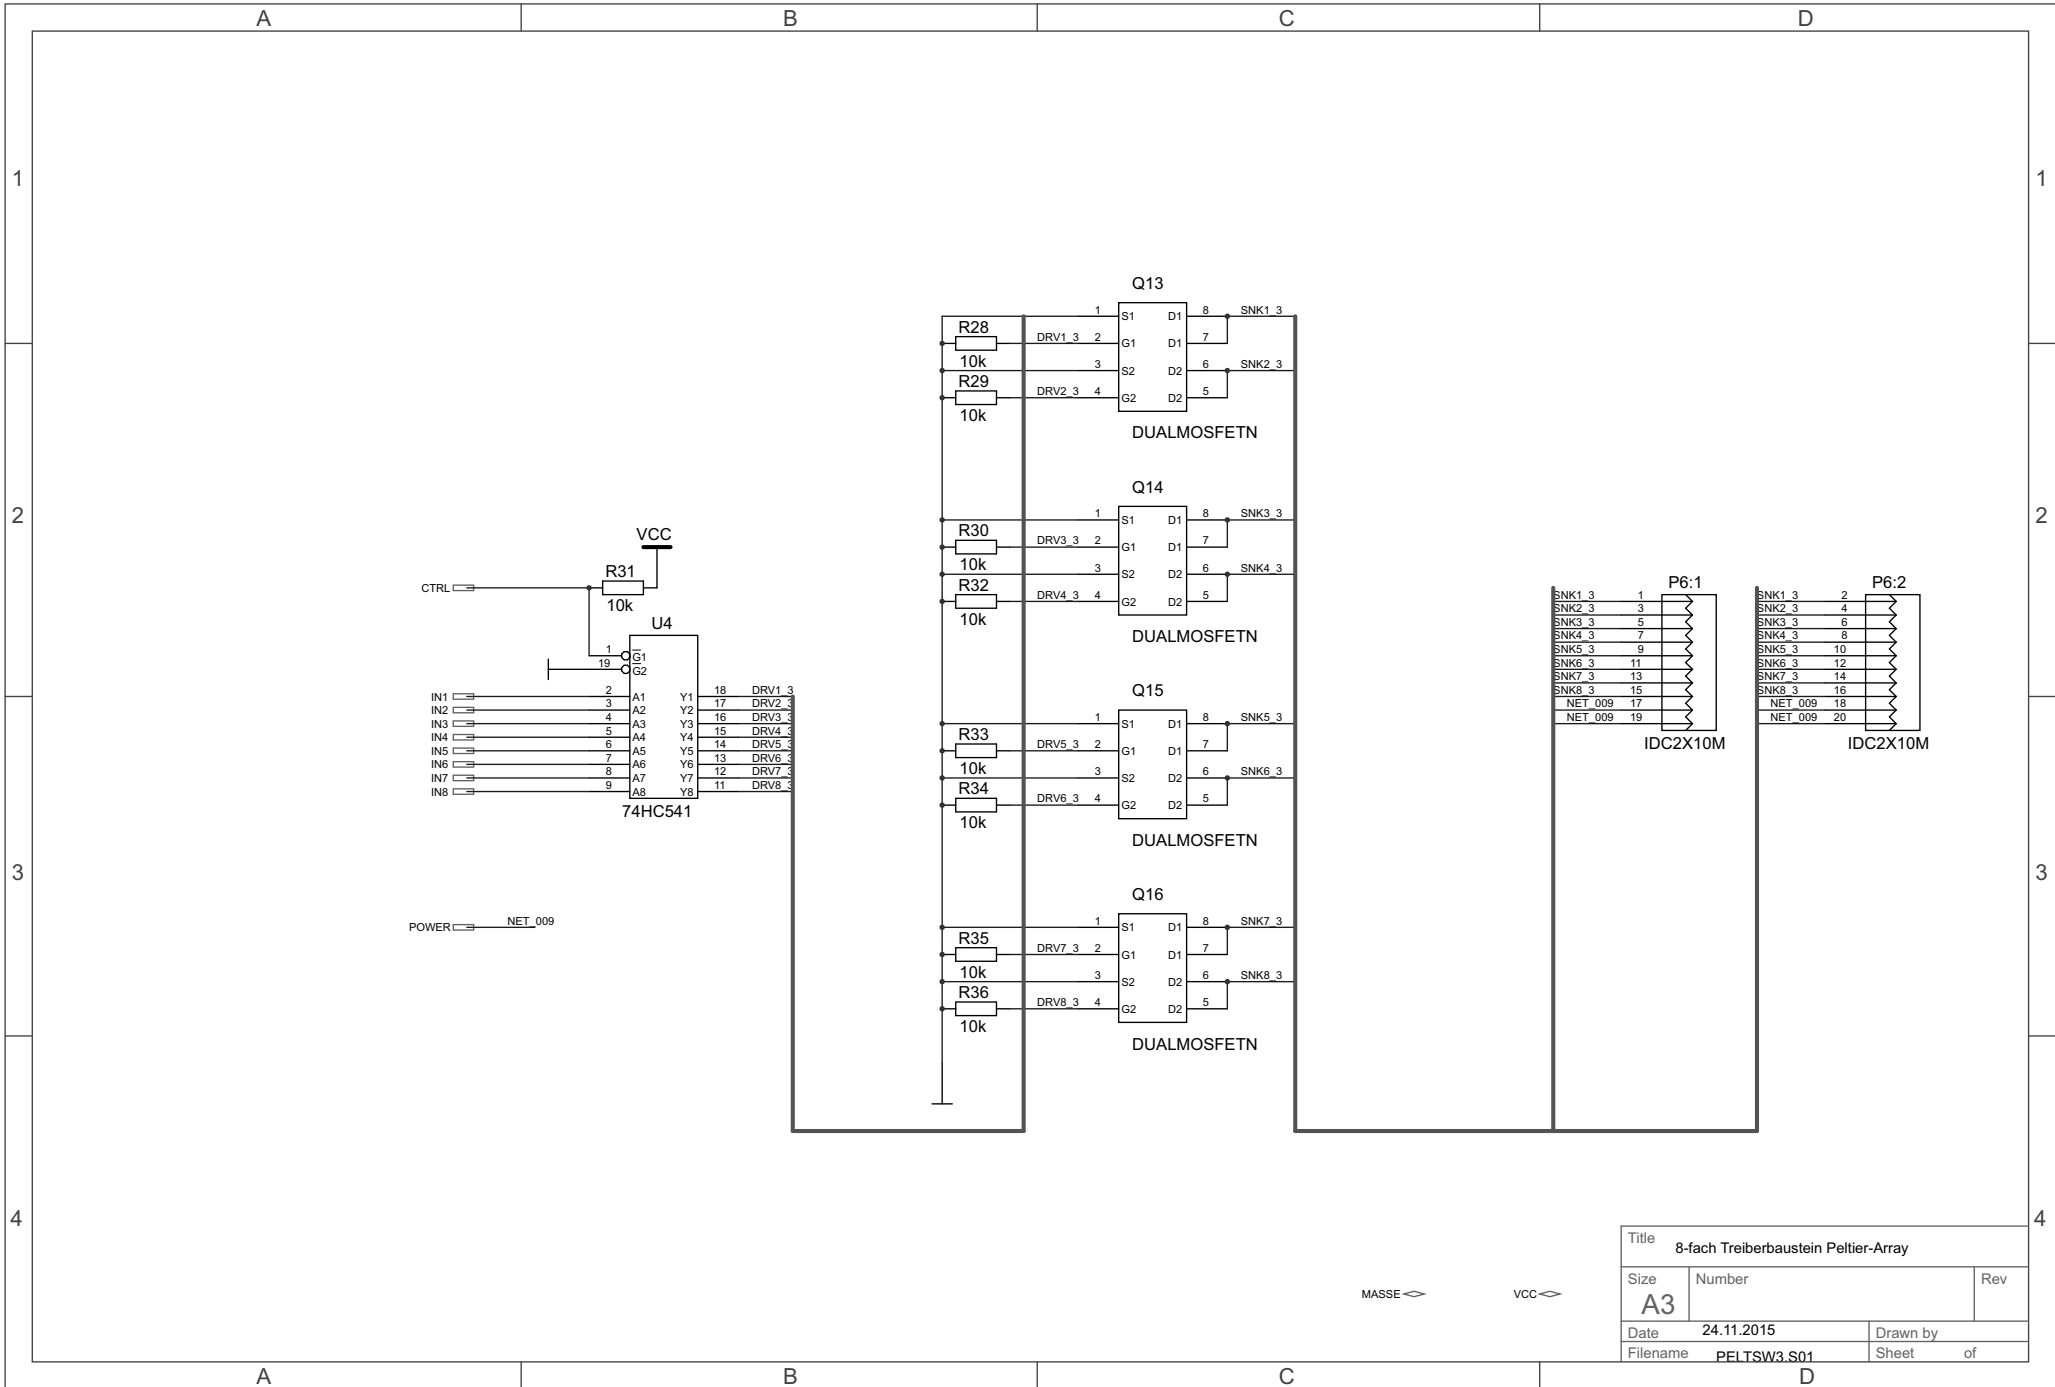 A B C D
1 1
2 2
3 3
4 4
A B C D
CTRL
VCC
R31
10k
U4
1 G1
19 G2
IN1 2 A1 Y1 18 DRV1_3
IN2 3 A2 Y2 17 DRV2_3
IN3 4 A3 Y3 16 DRV3_3
IN4 5 A4 Y4 15 DRV4_3
IN5 6 A5 Y5 14 DRV5_3
IN6 7 A6 Y6 13 DRV6_3
IN7 8 A7 Y7 12 DRV7_3
IN8 9 A8 Y8 11 DRV8_3
74HC541
POWER NET_009
Q13
1 S1 D1 8 SNK1_3
R28
DRV1_3 2 G1 D1 7
10k
3 S2 D2 6 SNK2_3
R29
DRV2_3 4 G2 D2 5
10k
DUALMOSFETN
Q14
1 S1 D1 8 SNK3_3
R30
DRV3_3 2 G1 D1 7
10k
3 S2 D2 6 SNK4_3
R32
DRV4_3 4 G2 D2 5
10k
DUALMOSFETN
Q15
1 S1 D1 8 SNK5_3
R33
DRV5_3 2 G1 D1 7
10k
3 S2 D2 6 SNK6_3
R34
DRV6_3 4 G2 D2 5
10k
DUALMOSFETN
Q16
1 S1 D1 8 SNK7_3
R35
DRV7_3 2 G1 D1 7
10k
3 S2 D2 6 SNK8_3
R36
DRV8_3 4 G2 D2 5
10k
DUALMOSFETN
P6:1
SNK1_3 1
SNK2_3 3
SNK3_3 5
SNK4_3 7
SNK5_3 9
SNK6_3 11
SNK7_3 13
SNK8_3 15
NET_009 17
NET_009 19
IDC2X10M
P6:2
SNK1_3 2
SNK2_3 4
SNK3_3 6
SNK4_3 8
SNK5_3 10
SNK6_3 12
SNK7_3 14
SNK8_3 16
NET_009 18
NET_009 20
IDC2X10M
MASSE VCC
Title 8-fach Treiberbaustein Peltier-Array
Size A3 Number Rev
Date 24.11.2015 Drawn by
Filename PELTSW3.S01 Sheet of